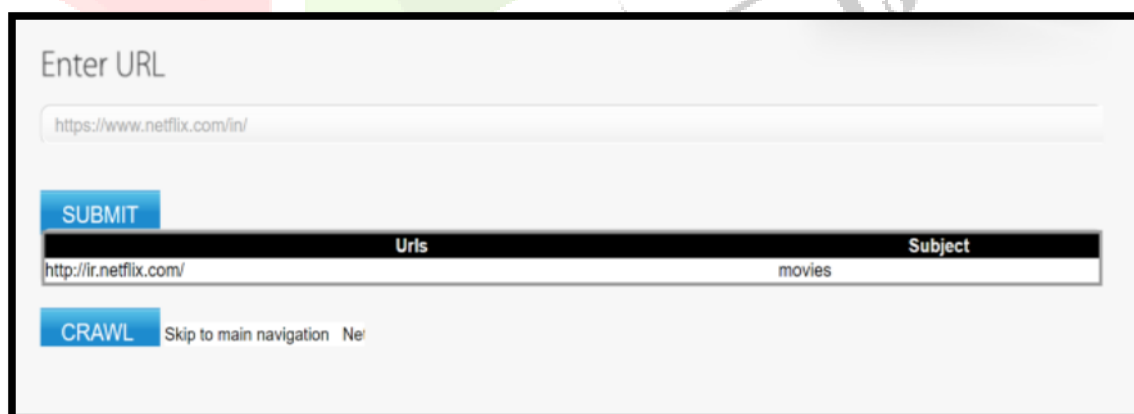 Enter URL
https://www.netflix.com/in/
SUBMIT
Urls Subject
http://ir.netflix.com/ movies
CRAWL Skip to main navigation